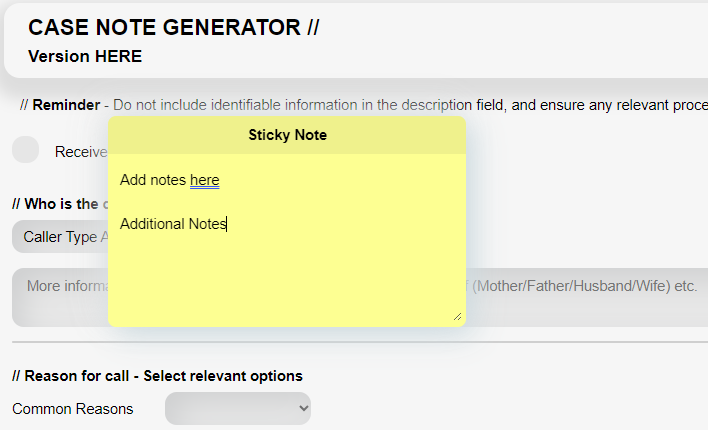 CASE NOTE GENERATOR //
Version HERE
// Reminder - Do not include identifiable information in the description field, and ensure any relevant proce
Sticky Note
Receive
Add notes here
// Who is the
Additional Notes
Caller Type
More informa (Mother/Father/Husband/Wife) etc.
// Reason for call - Select relevant options
Common Reasons